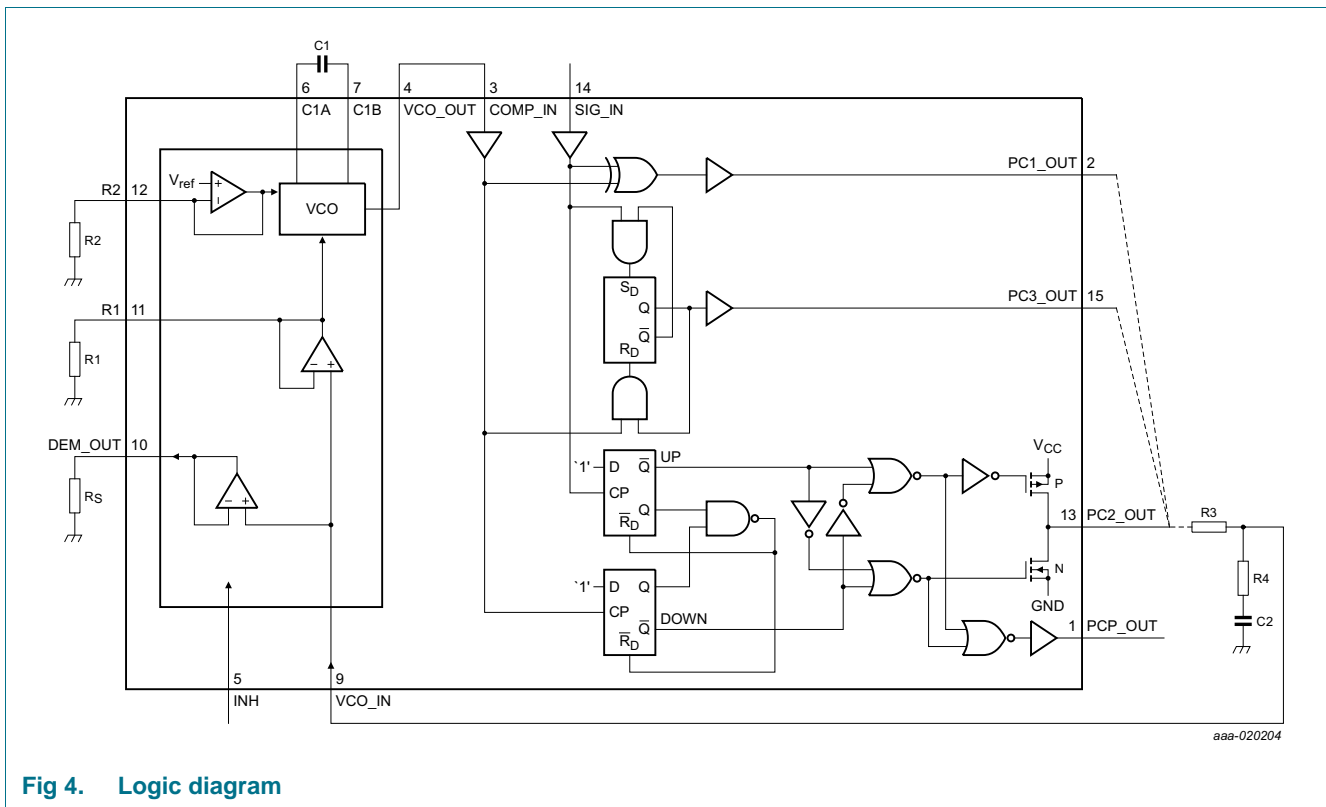 C1
6 7 4 3 14
C1A C1B VCO_OUT COMP_IN SIG_IN
PC1_OUT 2
R2 12
Vref
+
−
VCO
R2
SD
Q
Q̅
RD
PC3_OUT 15
R1 11
R1
− +
DEM_OUT 10
RS
− +
'1' D Q̅ UP
CP
Q
R̅D
VCC
P
13 PC2_OUT
R3
N
GND
R4
C2
'1' D Q
CP
Q̅ DOWN
R̅D
1 PCP_OUT
5 9
INH VCO_IN
aaa-020204
Fig 4. Logic diagram